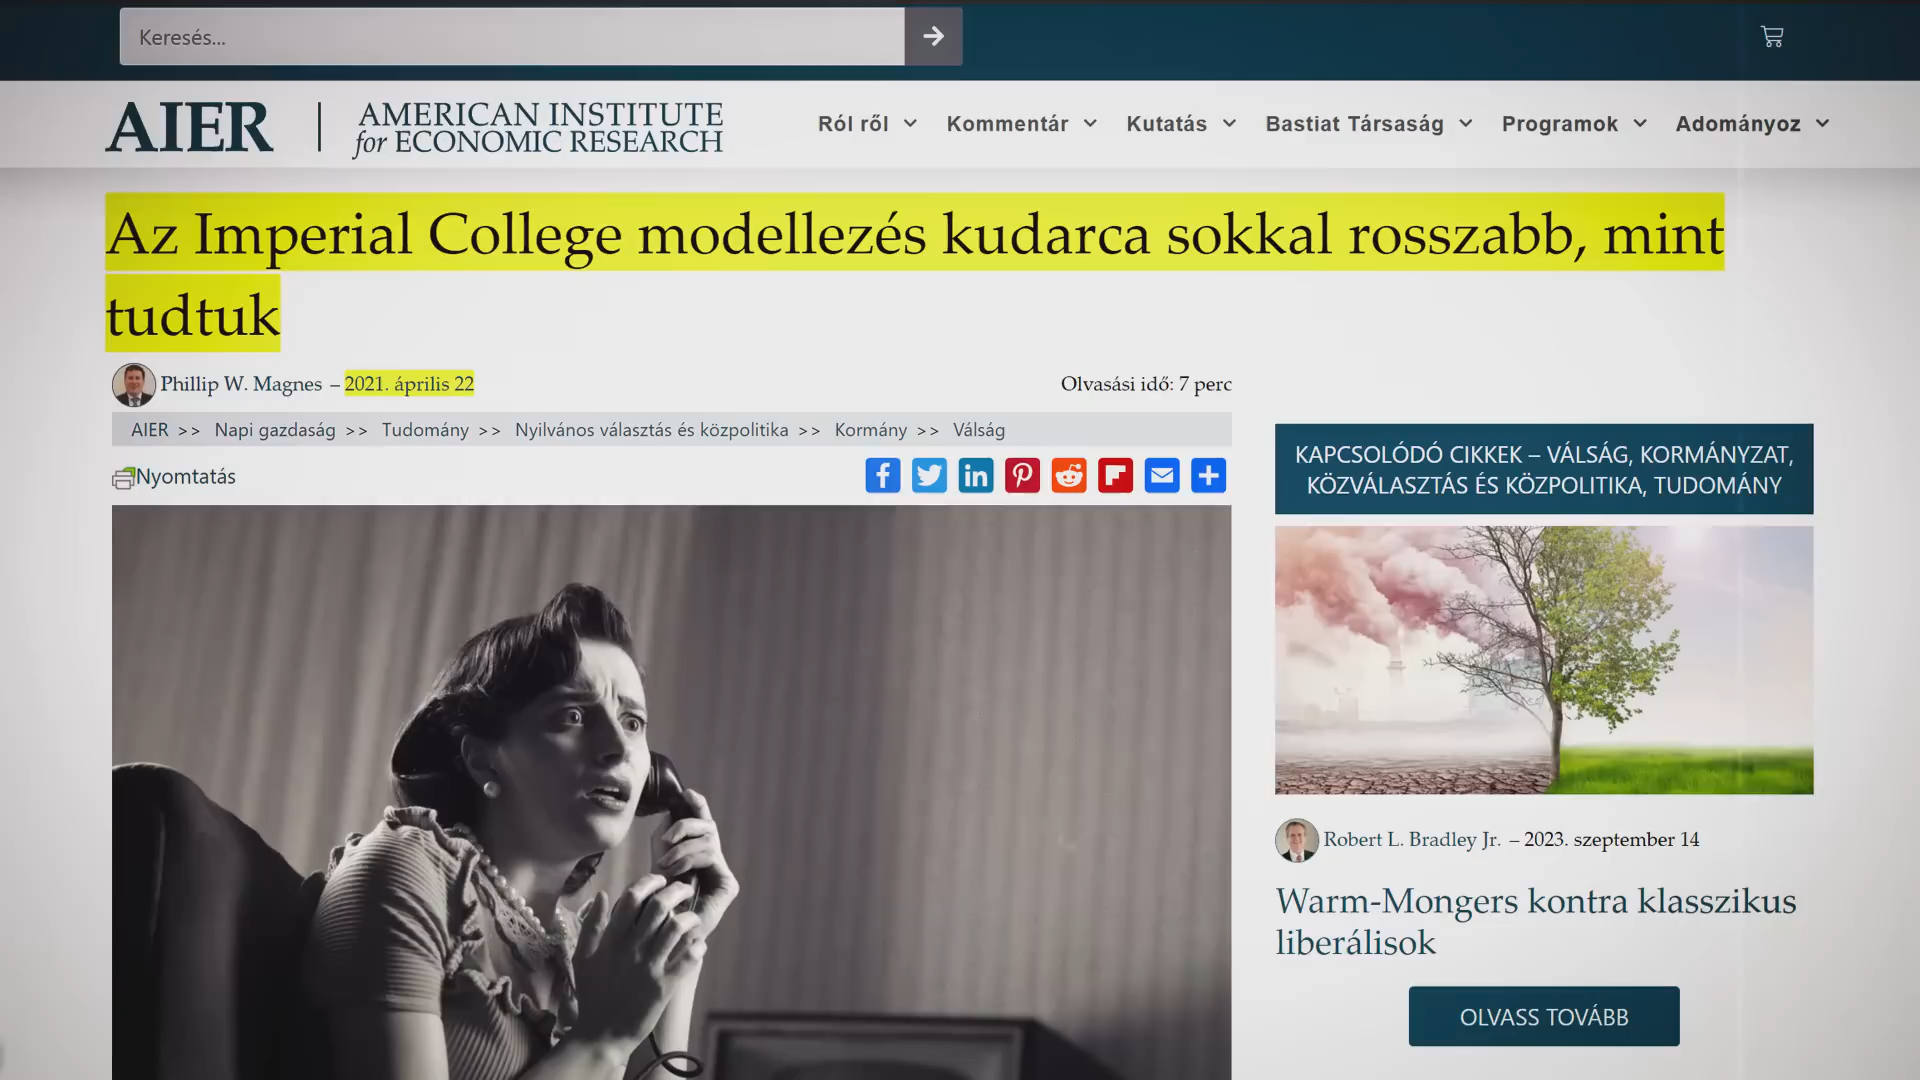 Keresés...
AIER
AMERICAN INSTITUTE
for ECONOMIC RESEARCH
Ról ről
Kommentár
Kutatás
Bastiat Társaság
Programok
Adományoz
Az Imperial College modellezés kudarca sokkal rosszabb, mint
tudtuk
Phillip W. Magnes – 2021. április 22
Olvasási idő: 7 perc
AIER >> Napi gazdaság >> Tudomány >> Nyilvános választás és közpolitika >> Kormány >> Válság
Nyomtatás
KAPCSOLÓDÓ CIKKEK – VÁLSÁG, KORMÁNYZAT,
KÖZVÁLASZTÁS ÉS KÖZPOLITIKA, TUDOMÁNY
Robert L. Bradley Jr. – 2023. szeptember 14
Warm-Mongers kontra klasszikus
liberálisok
OLVASS TOVÁBB